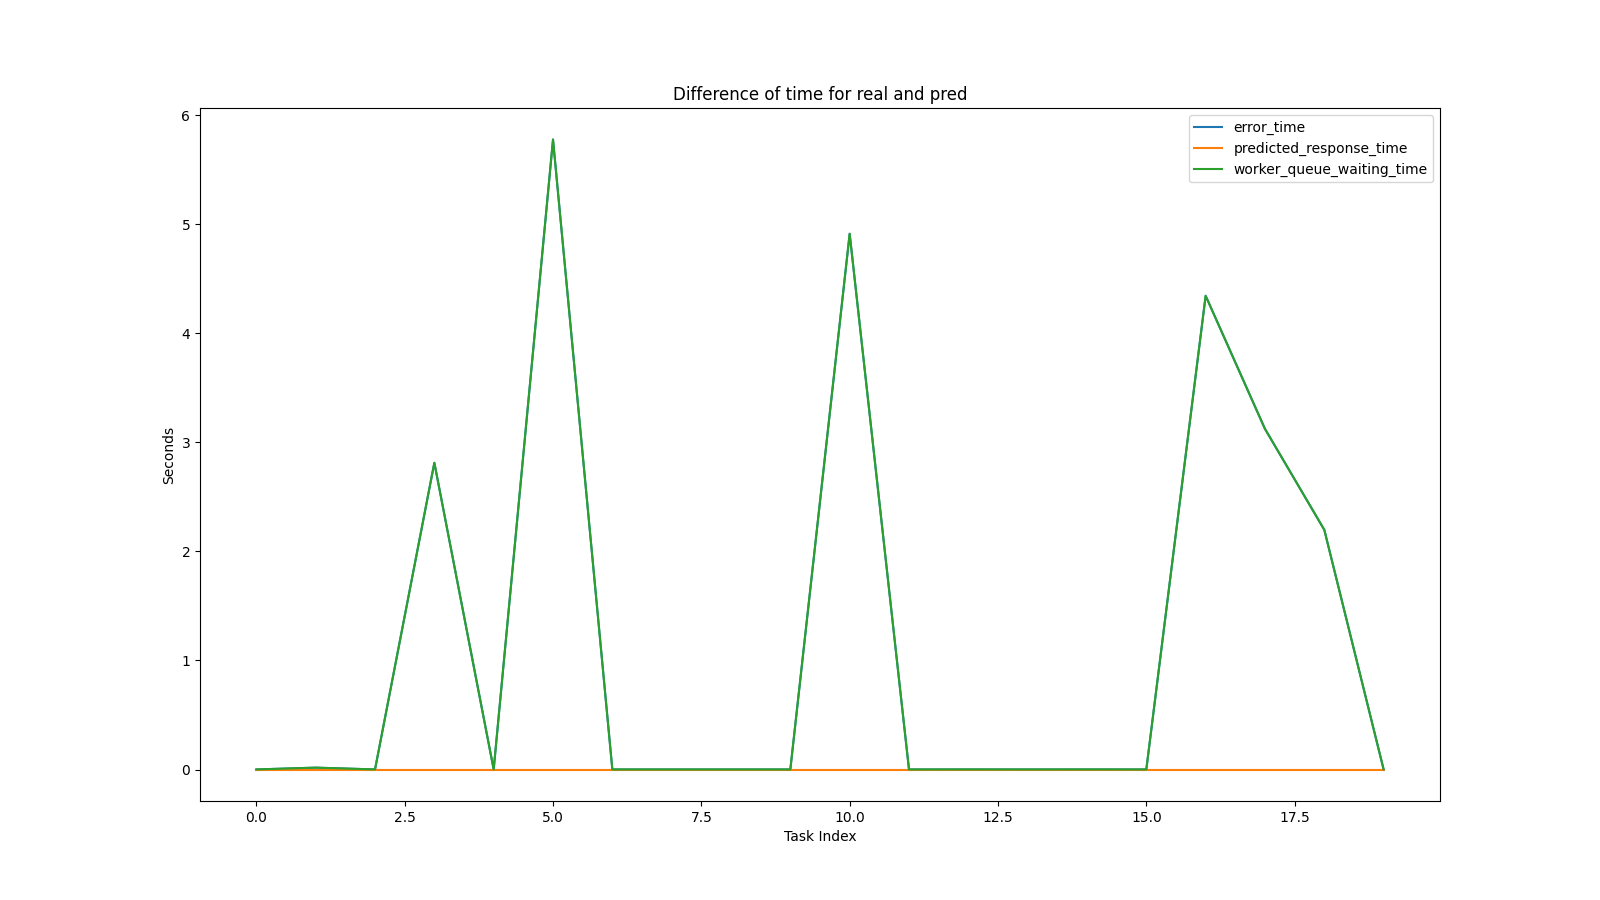 Difference of time for real and pred
error_time
predicted_response_time
worker_queue_waiting_time
6
5
4
3
2
1
0
Seconds
0.0 2.5 5.0 7.5 10.0 12.5 15.0 17.5
Task Index